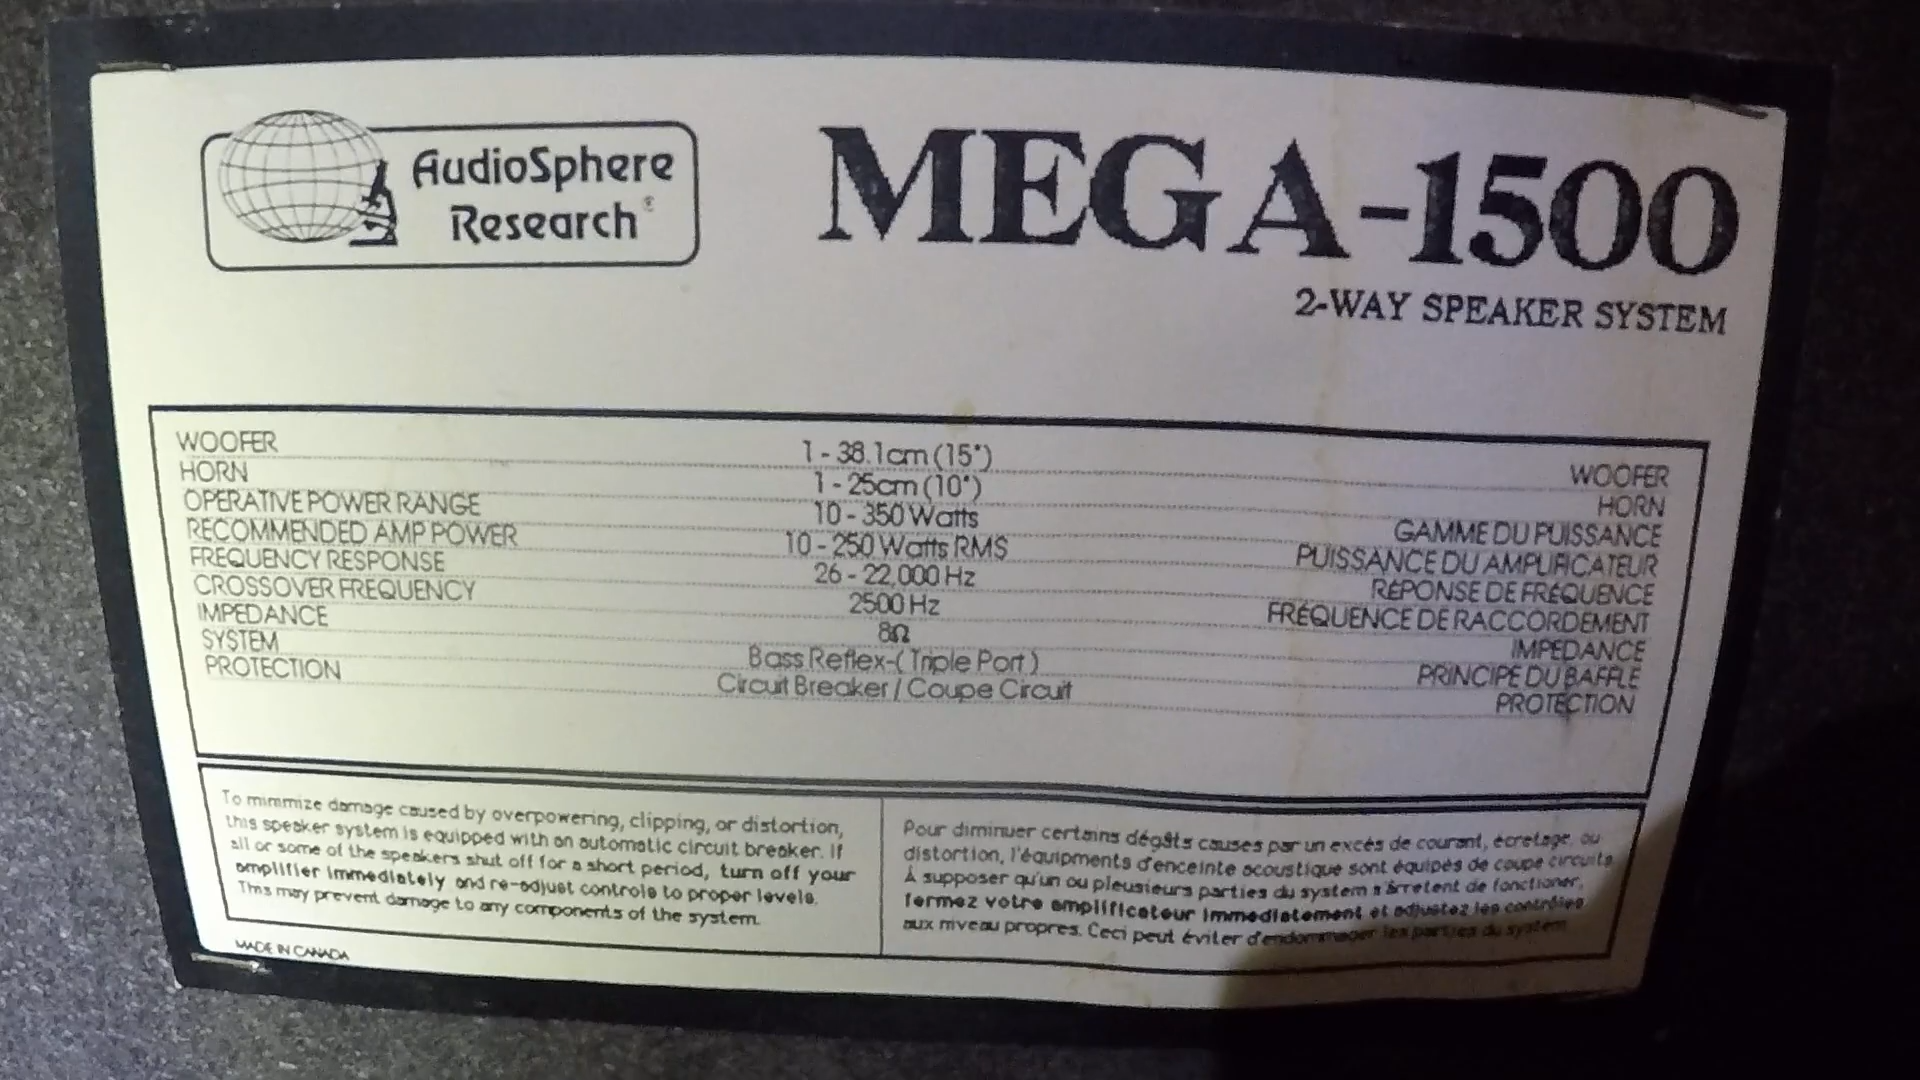 AudioSphere
Research®
MEGA-1500
2-WAY SPEAKER SYSTEM
WOOFER 1 - 38.1cm (15") WOOFER
HORN 1 - 25cm (10") HORN
OPERATIVE POWER RANGE 10 - 350 Watts GAMME DU PUISSANCE
RECOMMENDED AMP POWER 10 - 250 Watts RMS PUISSANCE DU AMPLIFICATEUR
FREQUENCY RESPONSE 26 - 22,000 Hz RÉPONSE DE FRÉQUENCE
CROSSOVER FREQUENCY 2500 Hz FRÉQUENCE DE RACCORDEMENT
IMPEDANCE 8Ω IMPEDANCE
SYSTEM Bass Reflex-( Triple Port ) PRINCIPE DU BAFFLE
PROTECTION Circuit Breaker / Coupe Circuit PROTECTION
To minimize damage caused by overpowering, clipping, or distortion,
this speaker system is equipped with an automatic circuit breaker. If
all or some of the speakers shut off for a short period, turn off your
amplifier immediately and re-adjust controls to proper levels.
This may prevent damage to any components of the system.
Pour diminuer certains dégâts causes par un excés de courant, écretage, ou
distortion, l'équipments d'enceinte acoustique sont équipés de coupe circuits.
À supposer qu'un ou pleusieurs parties du system s'arretent de fonctioner,
fermez votre amplificateur immediatement et adjustez les contrôles
aux niveau propres. Ceci peut éviter d'endommager les parties du system
MADE IN CANADA